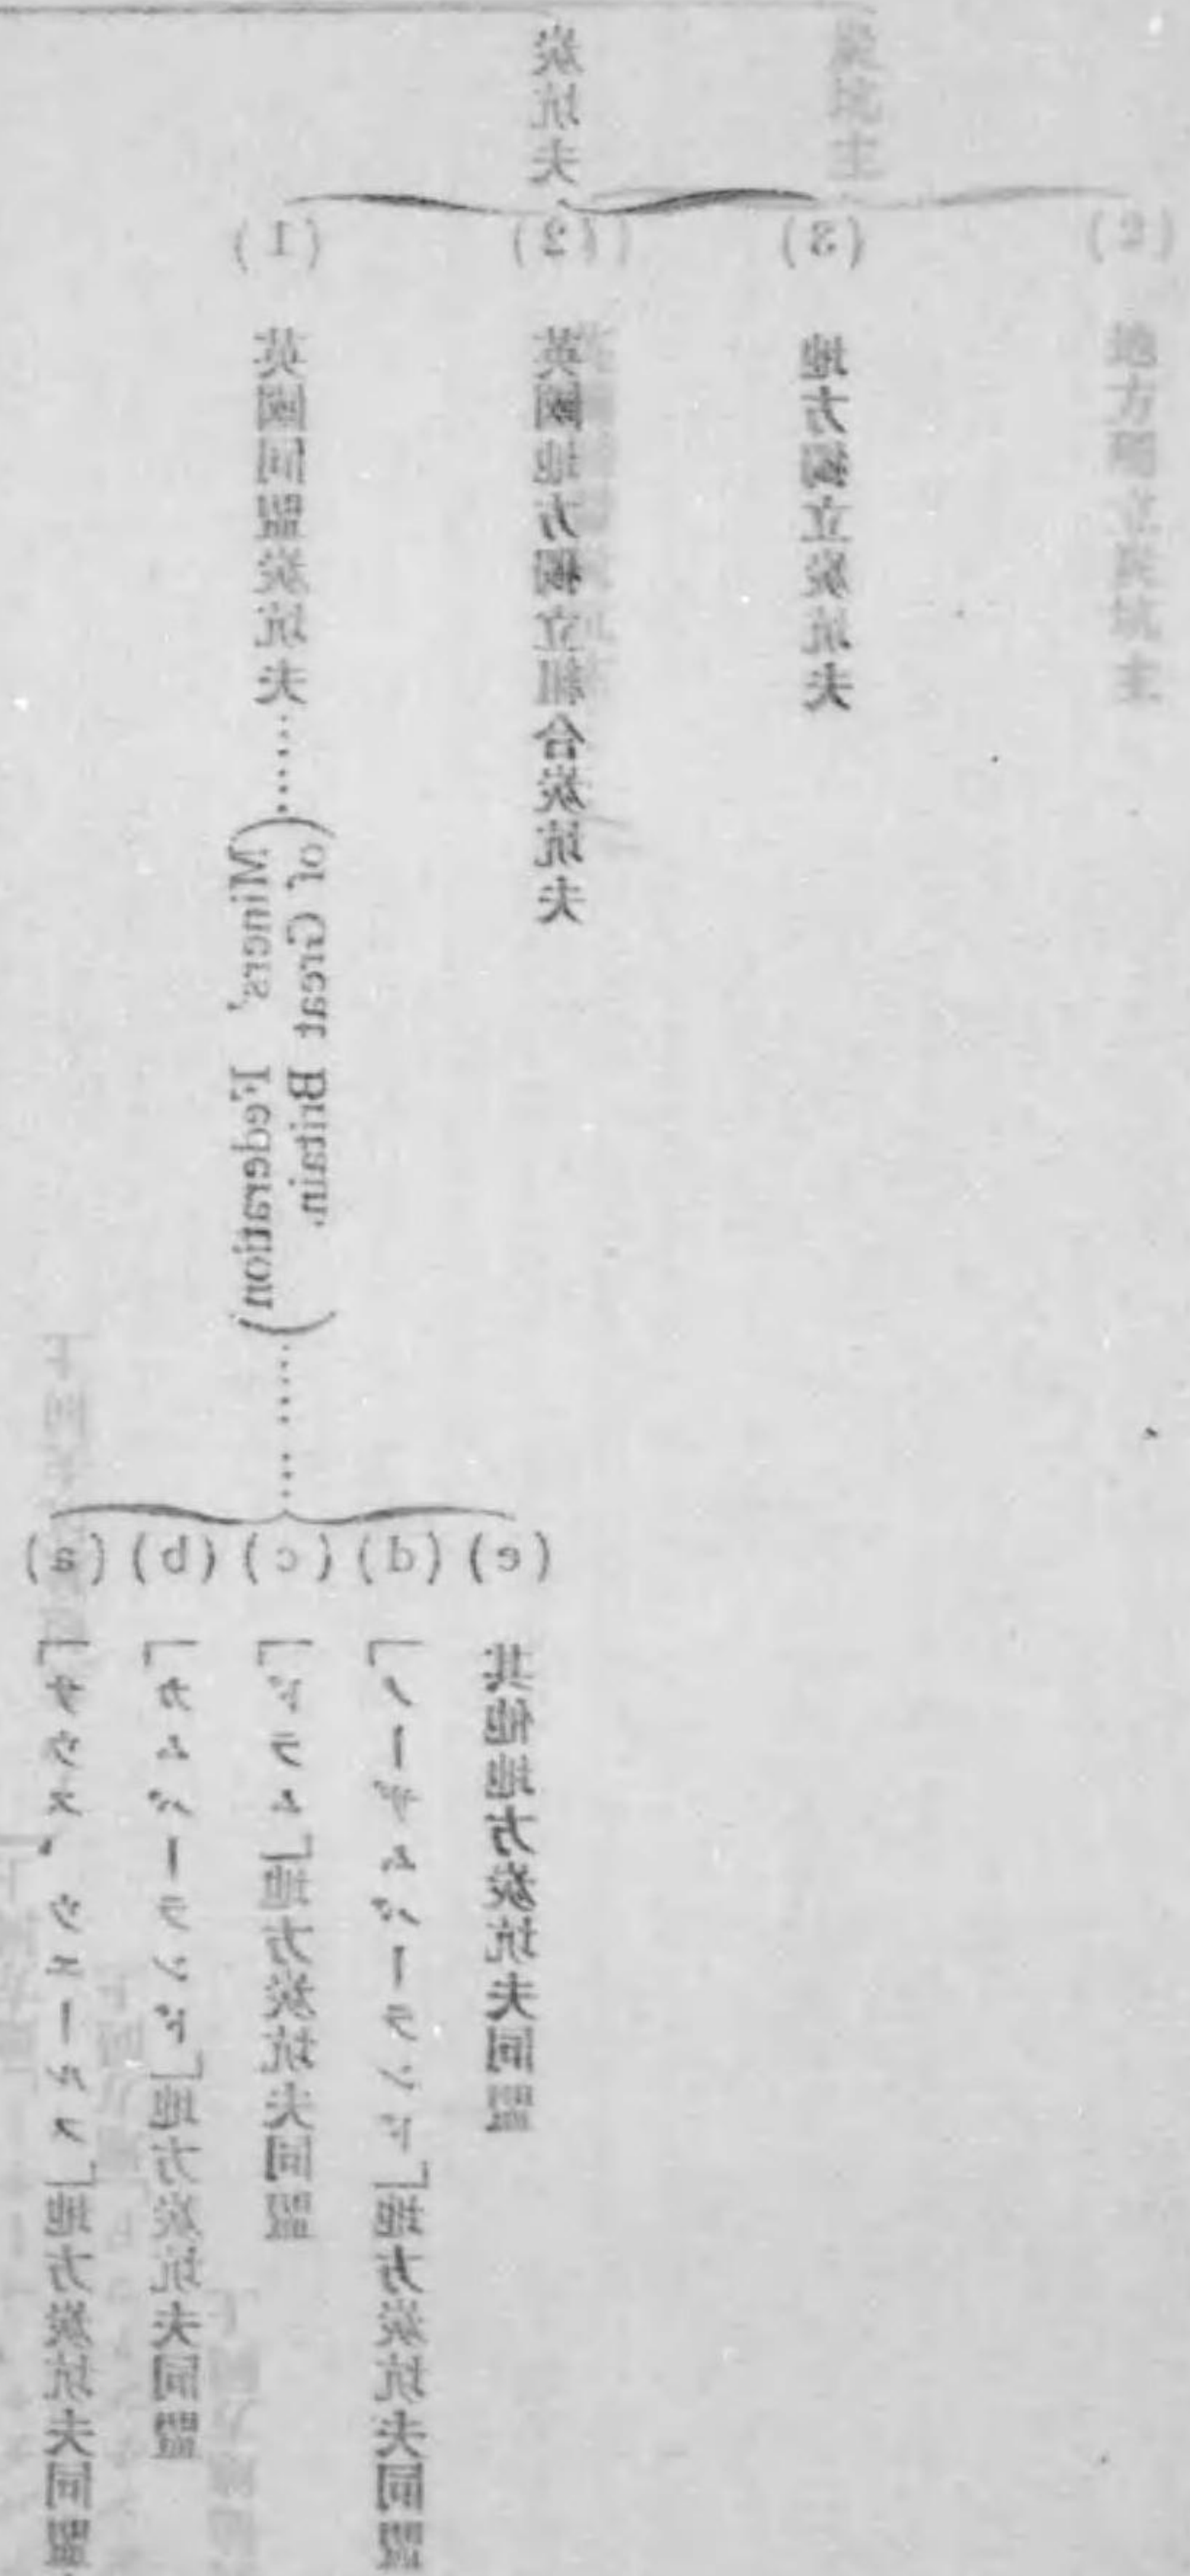 炭坑夫
(1) 英國同盟炭坑夫……(Miners' Federation of Great Britain.)……
(a)「サウス、ウエールス」地方炭坑夫同盟
(b)「カムバーランド」地方炭坑夫同盟
(c)「ドラム」地方炭坑夫同盟
(d)「ノーザムバーランド」地方炭坑夫同盟
(e) 其他地方炭坑夫同盟
(2) 英國地方獨立組合炭坑夫
(3) 地方獨立炭坑夫
炭坑主
(2) 地方獨立炭坑主